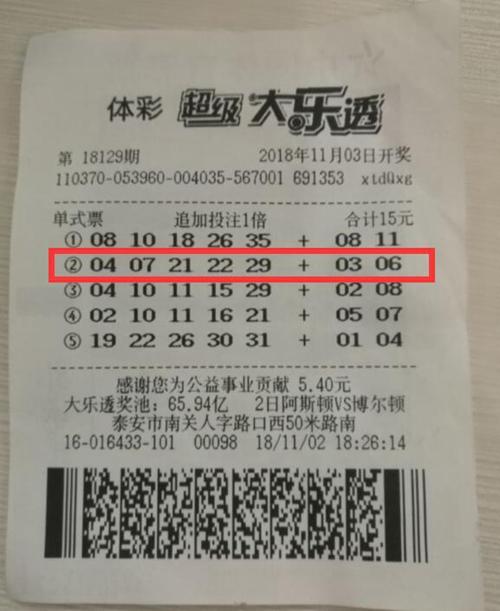 体彩 超级大乐透
第 18129期 2018年11月03日开奖
110370-053960-004035-567001 691353 xtdQxg
单式票 追加投注1倍 合计15元
① 08 10 18 26 35 + 08 11
② 04 07 21 22 29 + 03 06
③ 04 10 11 15 29 + 02 08
④ 02 10 11 16 21 + 05 07
⑤ 19 22 26 30 31 + 01 04
感谢您为公益事业贡献 5.40元
大乐透奖池: 65.94亿 2日阿斯顿VS博尔顿
泰安市南关人字路口西50米路南
16-016433-101 00098 18/11/02 18:26:14